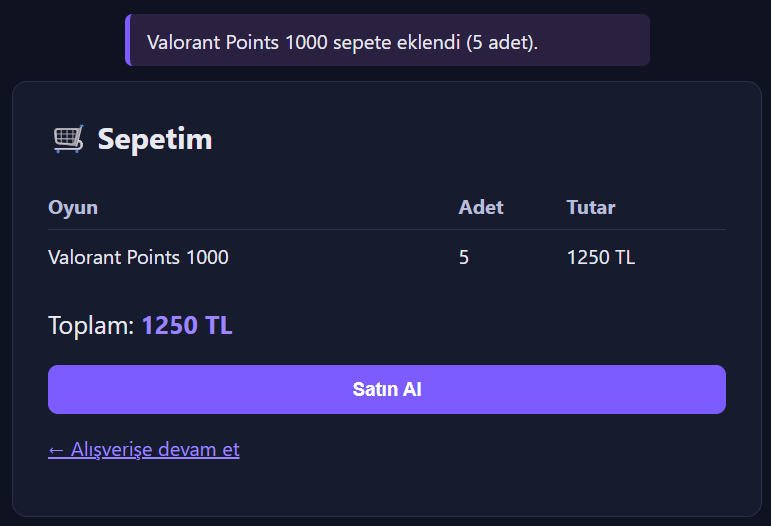 Valorant Points 1000 sepete eklendi (5 adet).
Sepetim
Oyun Adet Tutar
Valorant Points 1000 5 1250 TL
Toplam: 1250 TL
Satın Al
← Alışverişe devam et